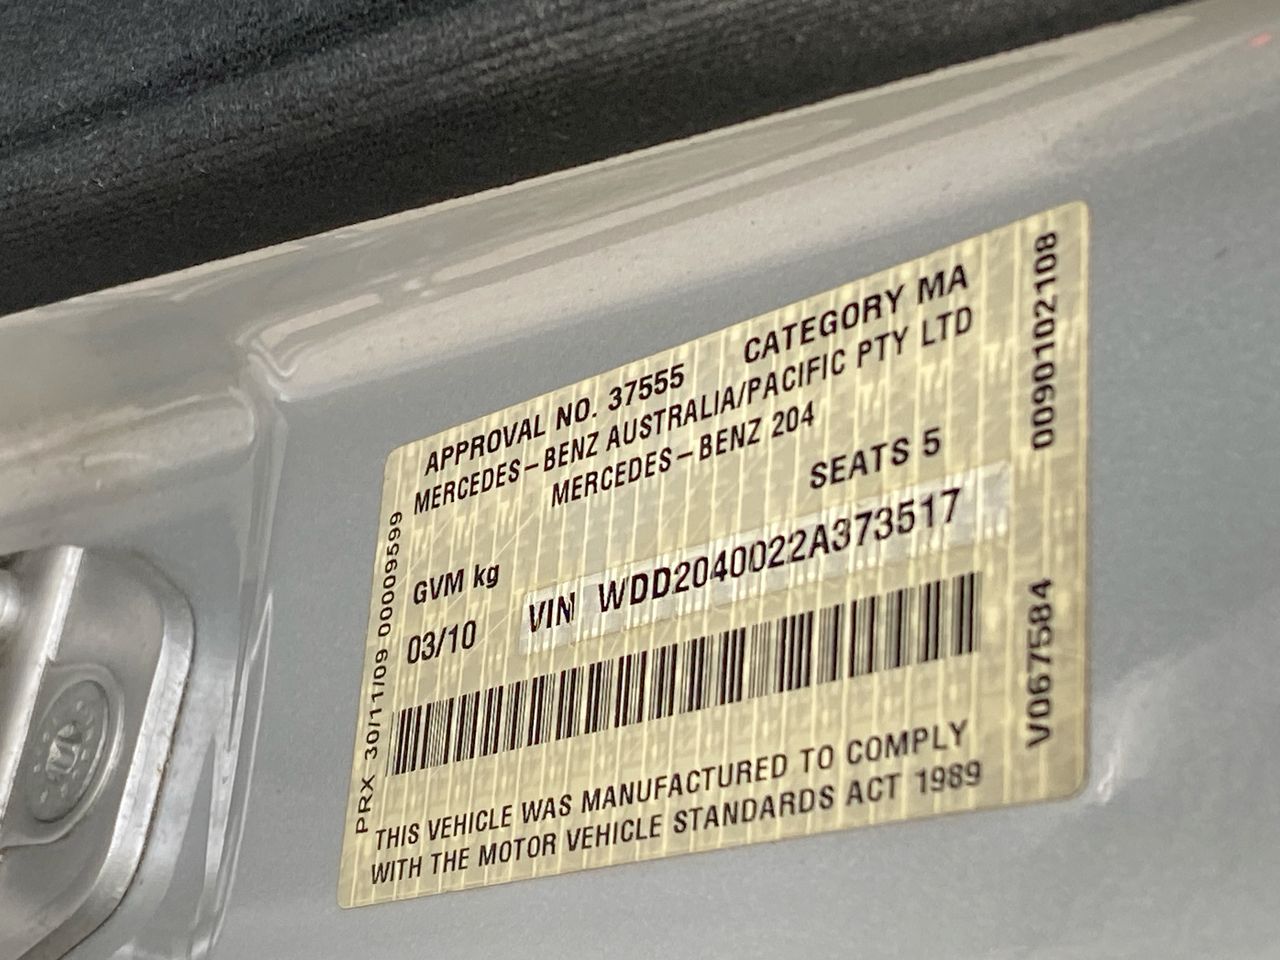 APPROVAL NO. 37555 CATEGORY MA
MERCEDES-BENZ AUSTRALIA/PACIFIC PTY LTD
MERCEDES-BENZ 204
SEATS 5
GVM kg
VIN WDD2040022A373517
03/10
THIS VEHICLE WAS MANUFACTURED TO COMPLY
WITH THE MOTOR VEHICLE STANDARDS ACT 1989
PRX 30/11/09 00009599
V067584 0090102108